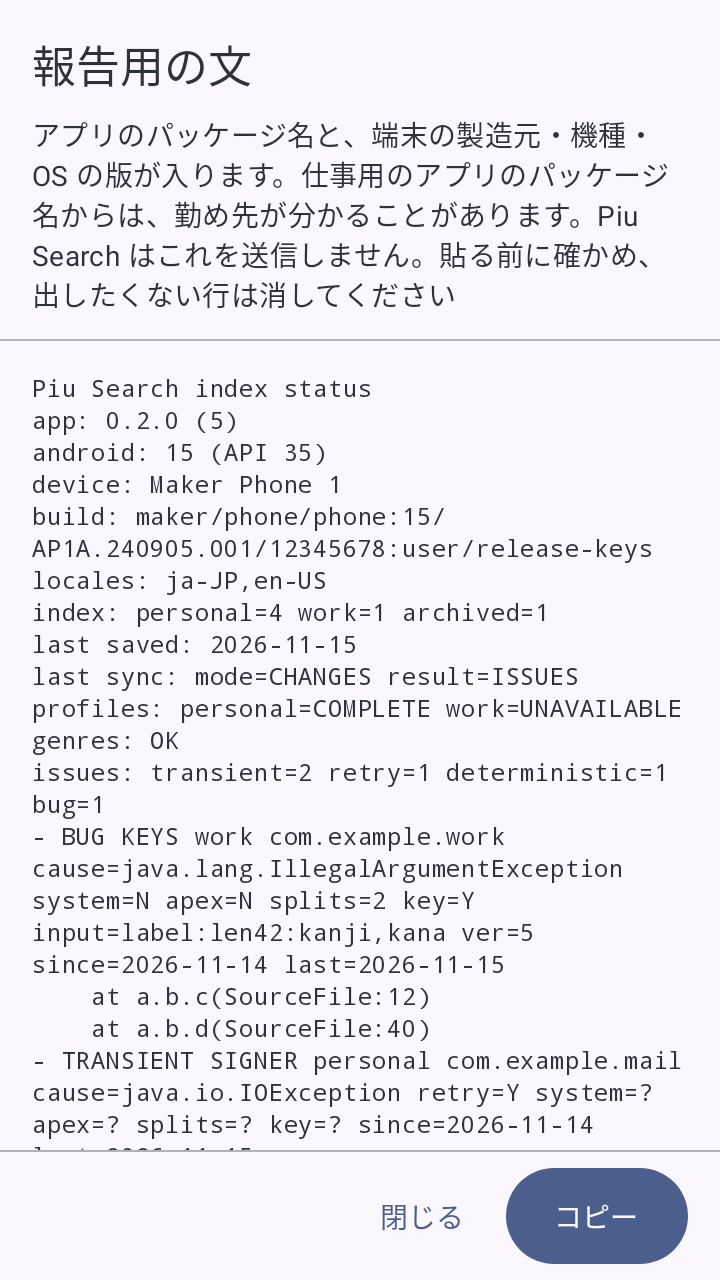 報告用の文
アプリのパッケージ名と、端末の製造元・機種・
OS の版が入ります。仕事用のアプリのパッケージ
名からは、勤め先が分かることがあります。Piu
Search はこれを送信しません。貼る前に確かめ、
出したくない行は消してください
Piu Search index status
app: 0.2.0 (5)
android: 15 (API 35)
device: Maker Phone 1
build: maker/phone/phone:15/
AP1A.240905.001/12345678:user/release-keys
locales: ja-JP,en-US
index: personal=4 work=1 archived=1
last saved: 2026-11-15
last sync: mode=CHANGES result=ISSUES
profiles: personal=COMPLETE work=UNAVAILABLE
genres: OK
issues: transient=2 retry=1 deterministic=1
bug=1
- BUG KEYS work com.example.work
cause=java.lang.IllegalArgumentException
system=N apex=N splits=2 key=Y
input=label:len42:kanji,kana ver=5
since=2026-11-14 last=2026-11-15
    at a.b.c(SourceFile:12)
    at a.b.d(SourceFile:40)
- TRANSIENT SIGNER personal com.example.mail
cause=java.io.IOException retry=Y system=?
apex=? splits=? key=? since=2026-11-14
閉じる
コピー